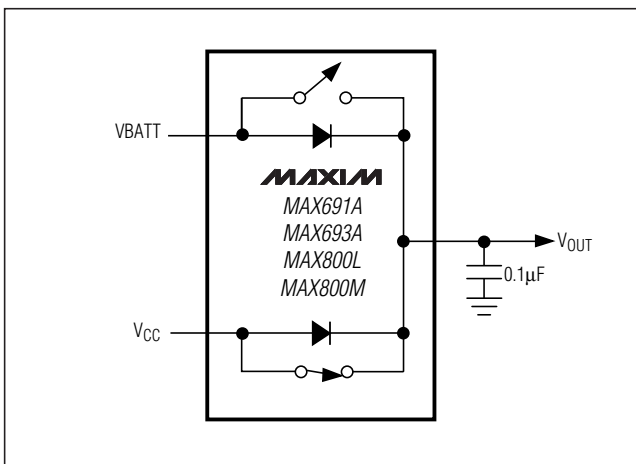 VBATT
MAXIM
MAX691A
MAX693A
MAX800L
MAX800M
VOUT
0.1µF
VCC